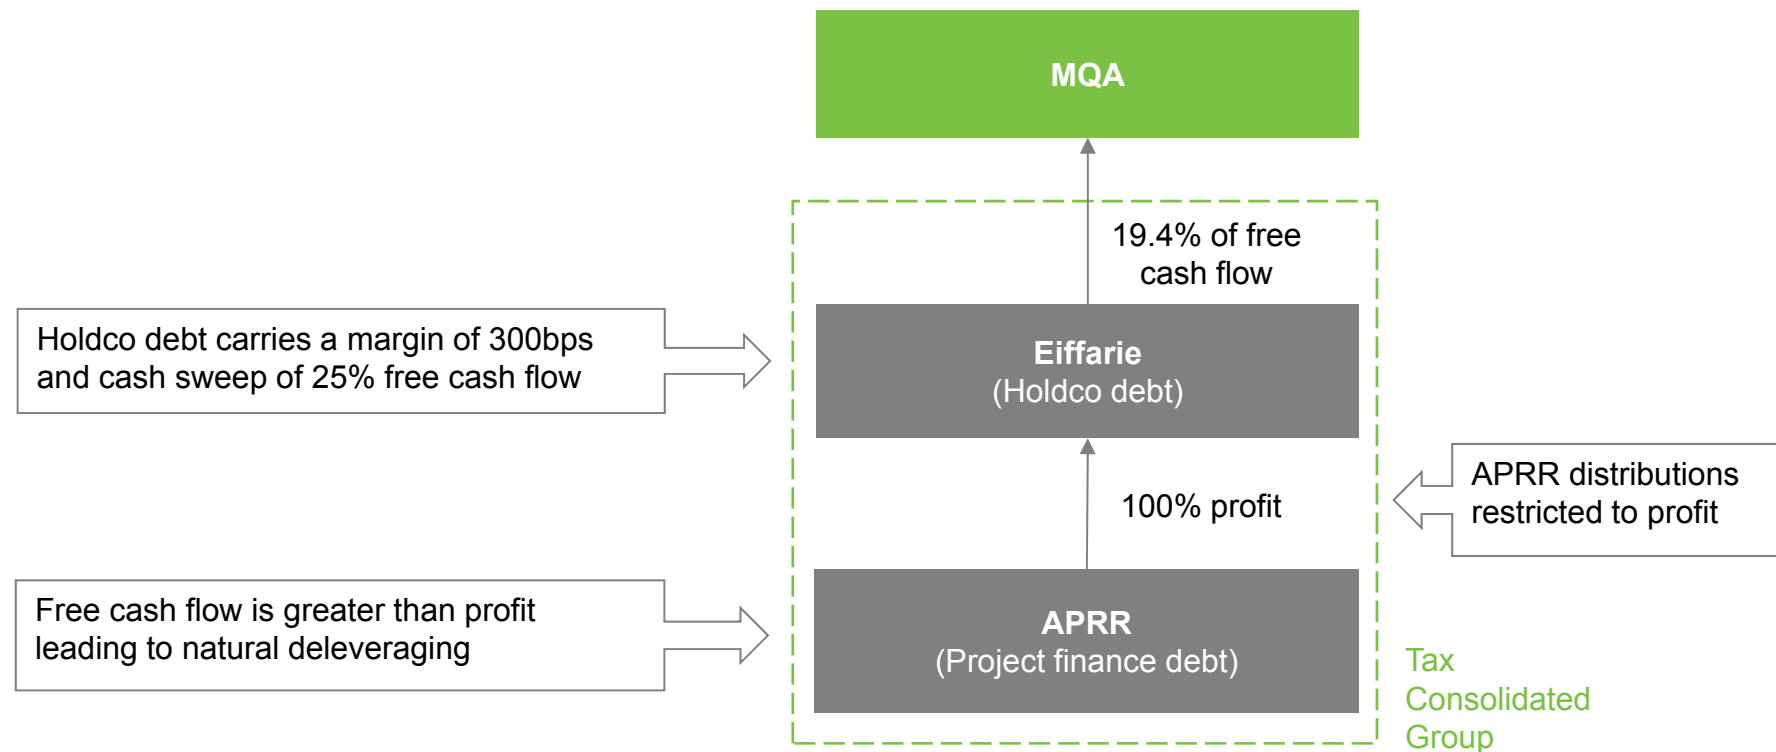 MQA
19.4% of free
cash flow
Holdco debt carries a margin of 300bps
and cash sweep of 25% free cash flow
Eiffarie
(Holdco debt)
100% profit
APRR distributions
restricted to profit
Free cash flow is greater than profit
leading to natural deleveraging
APRR
(Project finance debt)
Tax
Consolidated
Group